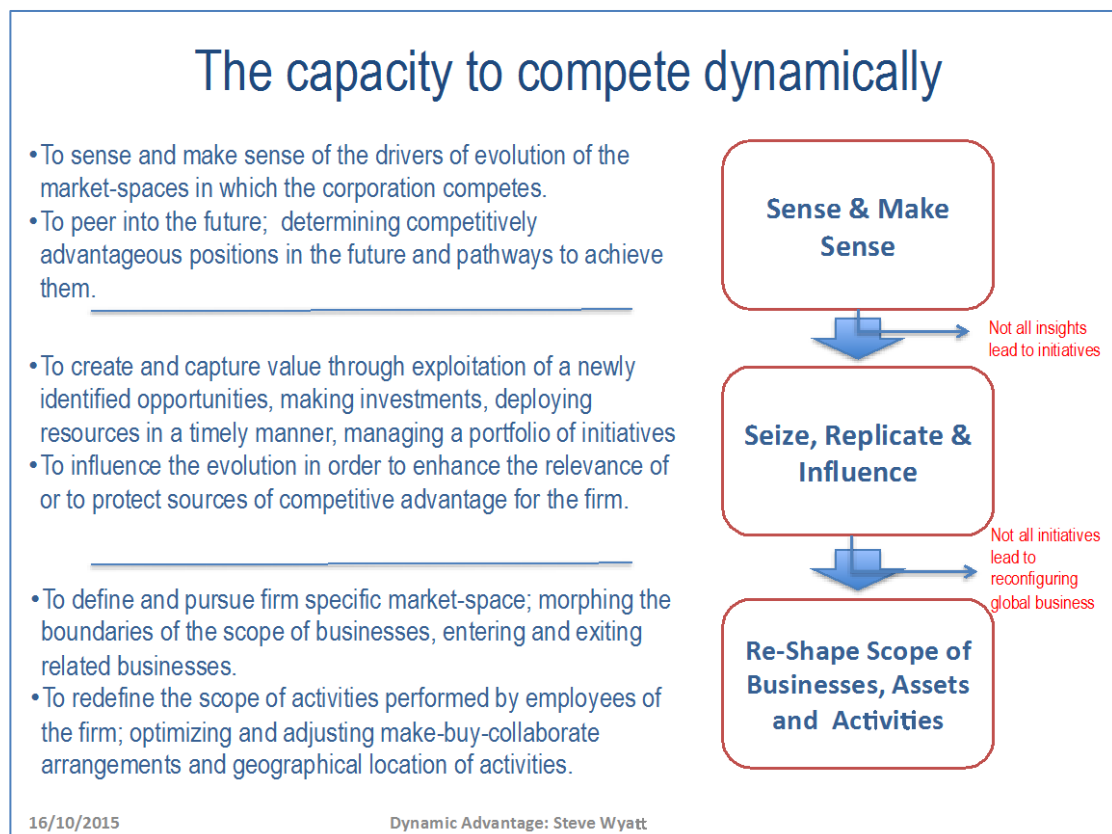 The capacity to compete dynamically
• To sense and make sense of the drivers of evolution of the
market-spaces in which the corporation competes.
• To peer into the future;  determining competitively
advantageous positions in the future and pathways to achieve
them.
Sense & Make
Sense
Not all insights
lead to initiatives
• To create and capture value through exploitation of a newly
identified opportunities, making investments, deploying
resources in a timely manner, managing a portfolio of initiatives
• To influence the evolution in order to enhance the relevance of
or to protect sources of competitive advantage for the firm.
Seize, Replicate &
Influence
Not all initiatives
lead to
reconfiguring
global business
• To define and pursue firm specific market-space; morphing the
boundaries of the scope of businesses, entering and exiting
related businesses.
• To redefine the scope of activities performed by employees of
the firm; optimizing and adjusting make-buy-collaborate
arrangements and geographical location of activities.
Re-Shape Scope of
Businesses, Assets
and Activities
16/10/2015
Dynamic Advantage: Steve Wyatt